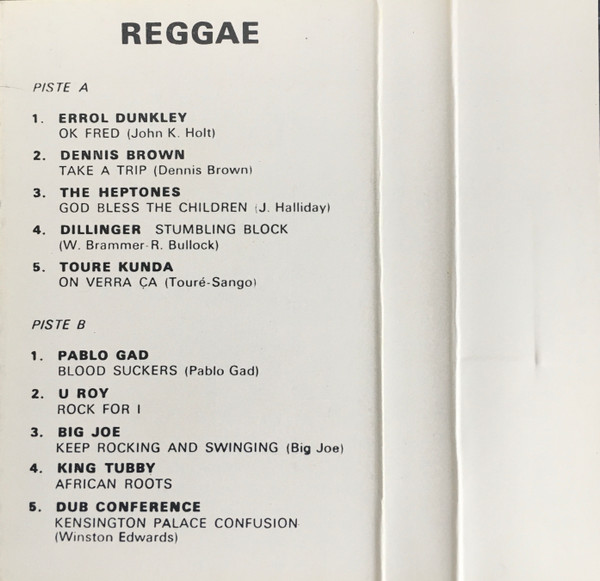 REGGAE
PISTE A
1. ERROL DUNKLEY
OK FRED (John K. Holt)
2. DENNIS BROWN
TAKE A TRIP (Dennis Brown)
3. THE HEPTONES
GOD BLESS THE CHILDREN (J. Halliday)
4. DILLINGER STUMBLING BLOCK
(W. Brammer-R. Bullock)
5. TOURE KUNDA
ON VERRA ÇA (Touré-Sango)
PISTE B
1. PABLO GAD
BLOOD SUCKERS (Pablo Gad)
2. U ROY
ROCK FOR I
3. BIG JOE
KEEP ROCKING AND SWINGING (Big Joe)
4. KING TUBBY
AFRICAN ROOTS
5. DUB CONFERENCE
KENSINGTON PALACE CONFUSION
(Winston Edwards)